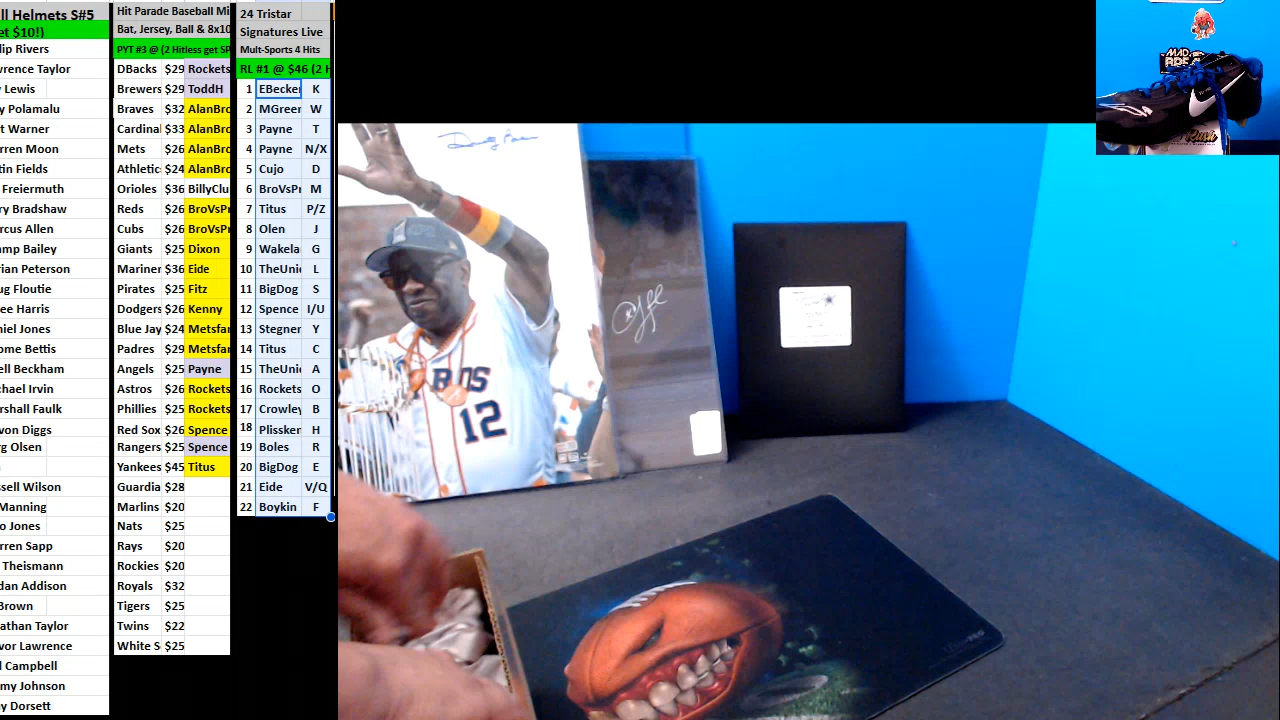 ll Helmets S#5
et $10!)
lip Rivers
wrence Taylor
y Lewis
y Polamalu
t Warner
rren Moon
tin Fields
Freiermuth
ry Bradshaw
rcus Allen
amp Bailey
rian Peterson
ug Floutie
ee Harris
niel Jones
ome Bettis
ell Beckham
chael Irvin
rshall Faulk
von Diggs
rg Olsen
ssell Wilson
Manning
o Jones
rren Sapp
Theismann
dan Addison
Brown
athan Taylor
vor Lawrence
l Campbell
my Johnson
y Dorsett
Hit Parade Baseball Mi
Bat, Jersey, Ball & 8x10
PYT #3 @ (2 Hitless get SP
DBacks $29 Rockets
Brewers $29 ToddH
Braves $32 AlanBro
Cardinal $33 AlanBro
Mets $26 AlanBro
Athletic $24 AlanBro
Orioles $36 BillyClu
Reds $26 BroVsPr
Cubs $26 BroVsPr
Giants $25 Dixon
Mariner $36 Eide
Pirates $25 Fitz
Dodgers $26 Kenny
Blue Jay $24 Metsfan
Padres $29 Metsfan
Angels $25 Payne
Astros $26 Rockets
Phillies $25 Rockets
Red Sox $26 Spence
Rangers $25 Spence
Yankees $45 Titus
Guardia $28
Marlins $20
Nats $25
Rays $20
Rockies $20
Royals $32
Tigers $25
Twins $22
White S $25
24 Tristar
Signatures Live
Mult-Sports 4 Hits
RL #1 @ $46 (2 H
1 EBecker K
2 MGreen W
3 Payne T
4 Payne N/X
5 Cujo D
6 BroVsPr M
7 Titus P/Z
8 Olen J
9 Wakela G
10 TheUni L
11 BigDog S
12 Spence I/U
13 Stegner Y
14 Titus C
15 TheUni A
16 Rockets O
17 Crowley B
18 Plissken H
19 Boles R
20 BigDog E
21 Eide V/Q
22 Boykin F
12
MAD